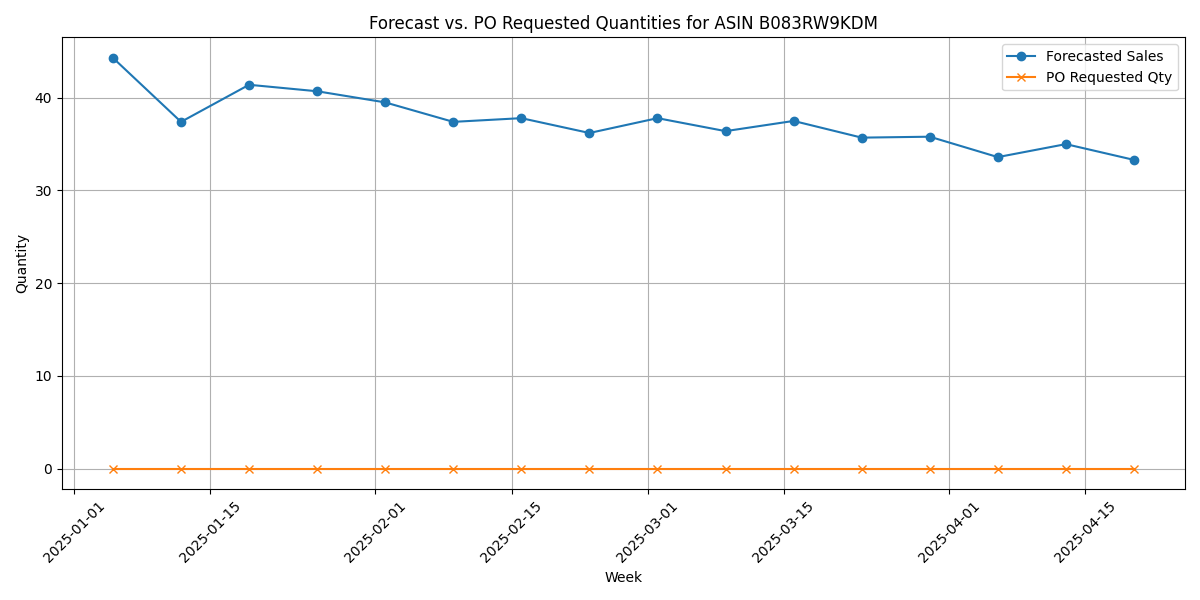 Forecast vs. PO Requested Quantities for ASIN B083RW9KDM
Forecasted Sales
PO Requested Qty
Quantity
40
30
20
10
0
2025-01-01
2025-01-15
2025-02-01
2025-02-15
2025-03-01
2025-03-15
2025-04-01
2025-04-15
Week